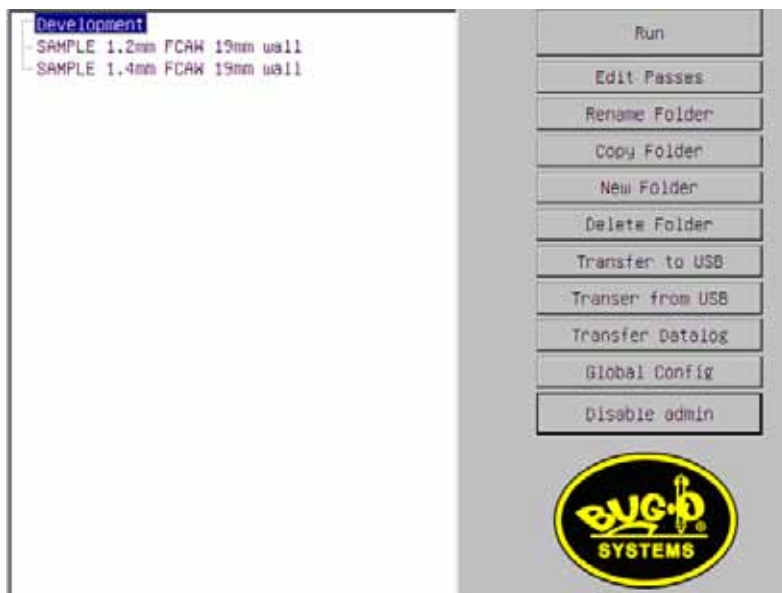 Development
SAMPLE 1.2mm FCAW 19mm wall
SAMPLE 1.4mm FCAW 19mm wall
Run
Edit Passes
Rename Folder
Copy Folder
New Folder
Delete Folder
Transfer to USB
Transer from USB
Transfer Datalog
Global Config
Disable admin
BUG-O
®
SYSTEMS